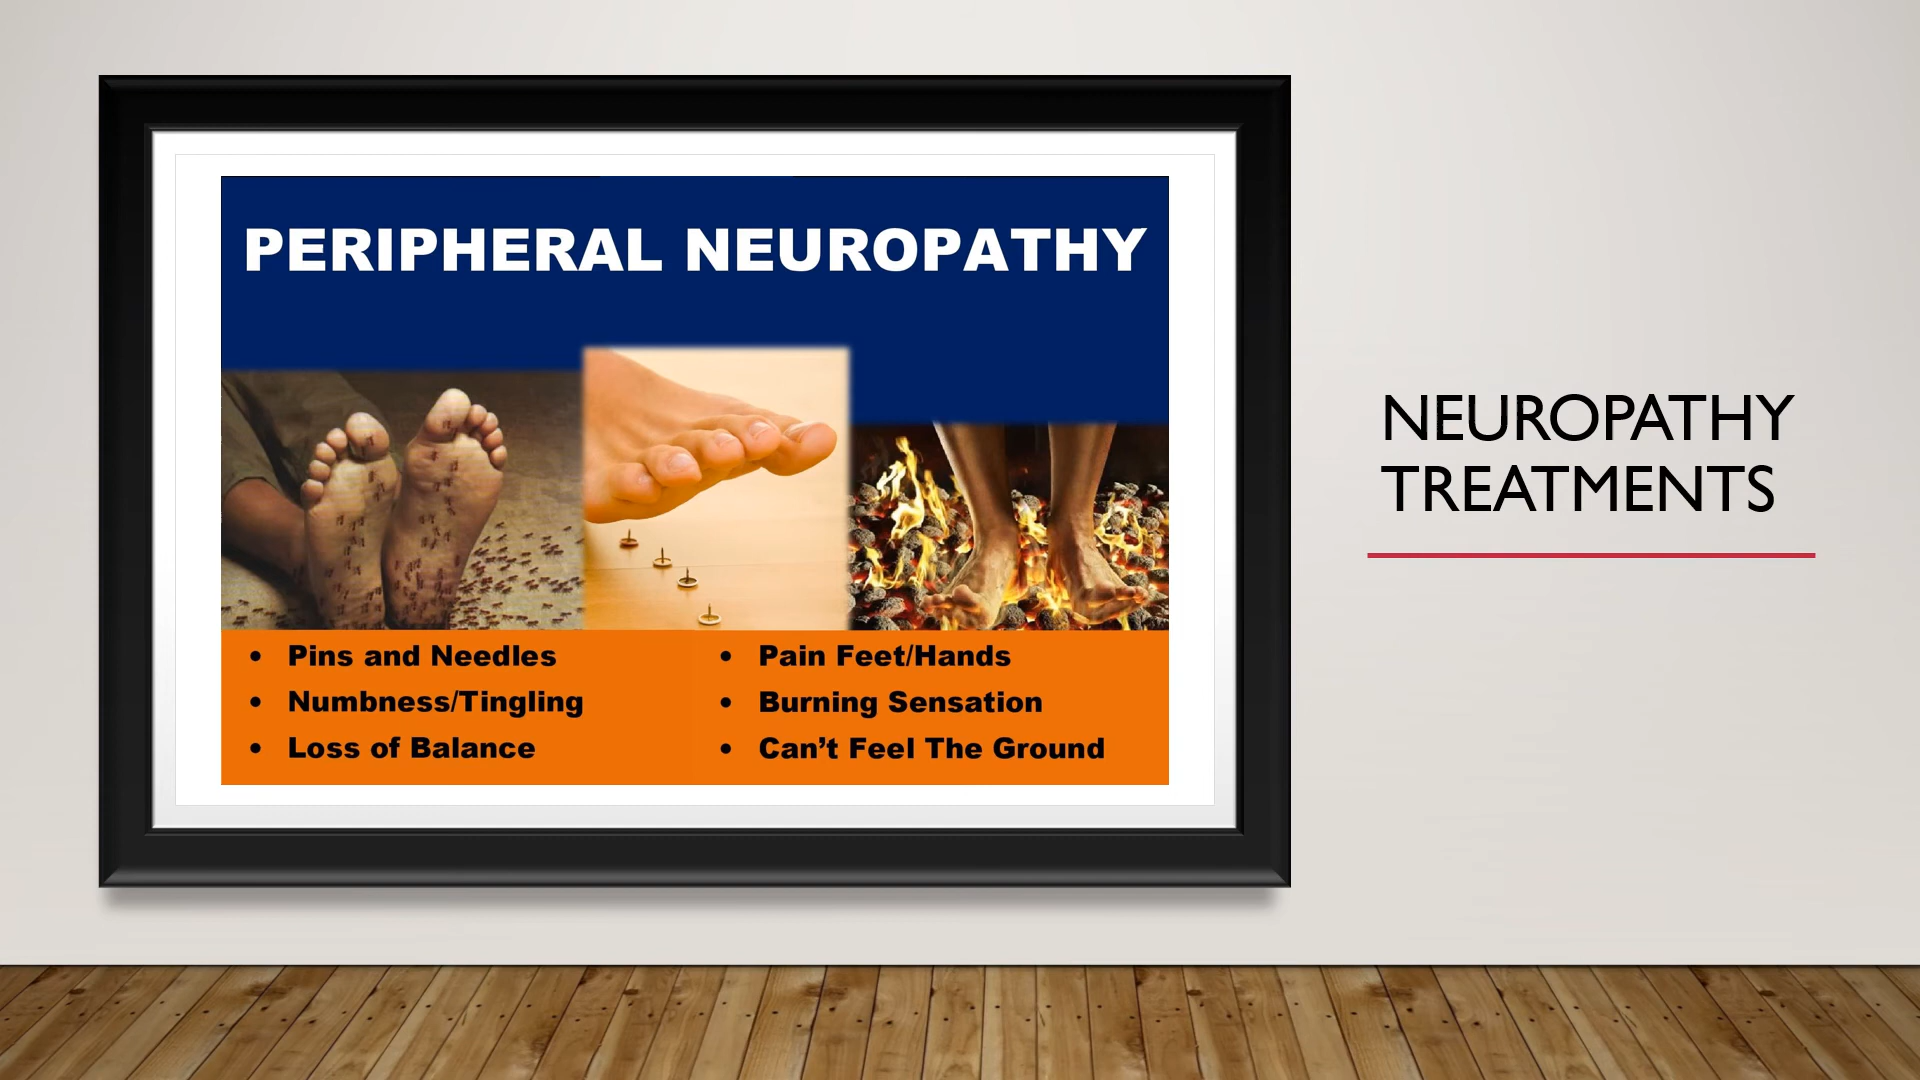 PERIPHERAL NEUROPATHY
• Pins and Needles
• Numbness/Tingling
• Loss of Balance
• Pain Feet/Hands
• Burning Sensation
• Can’t Feel The Ground
NEUROPATHY
TREATMENTS